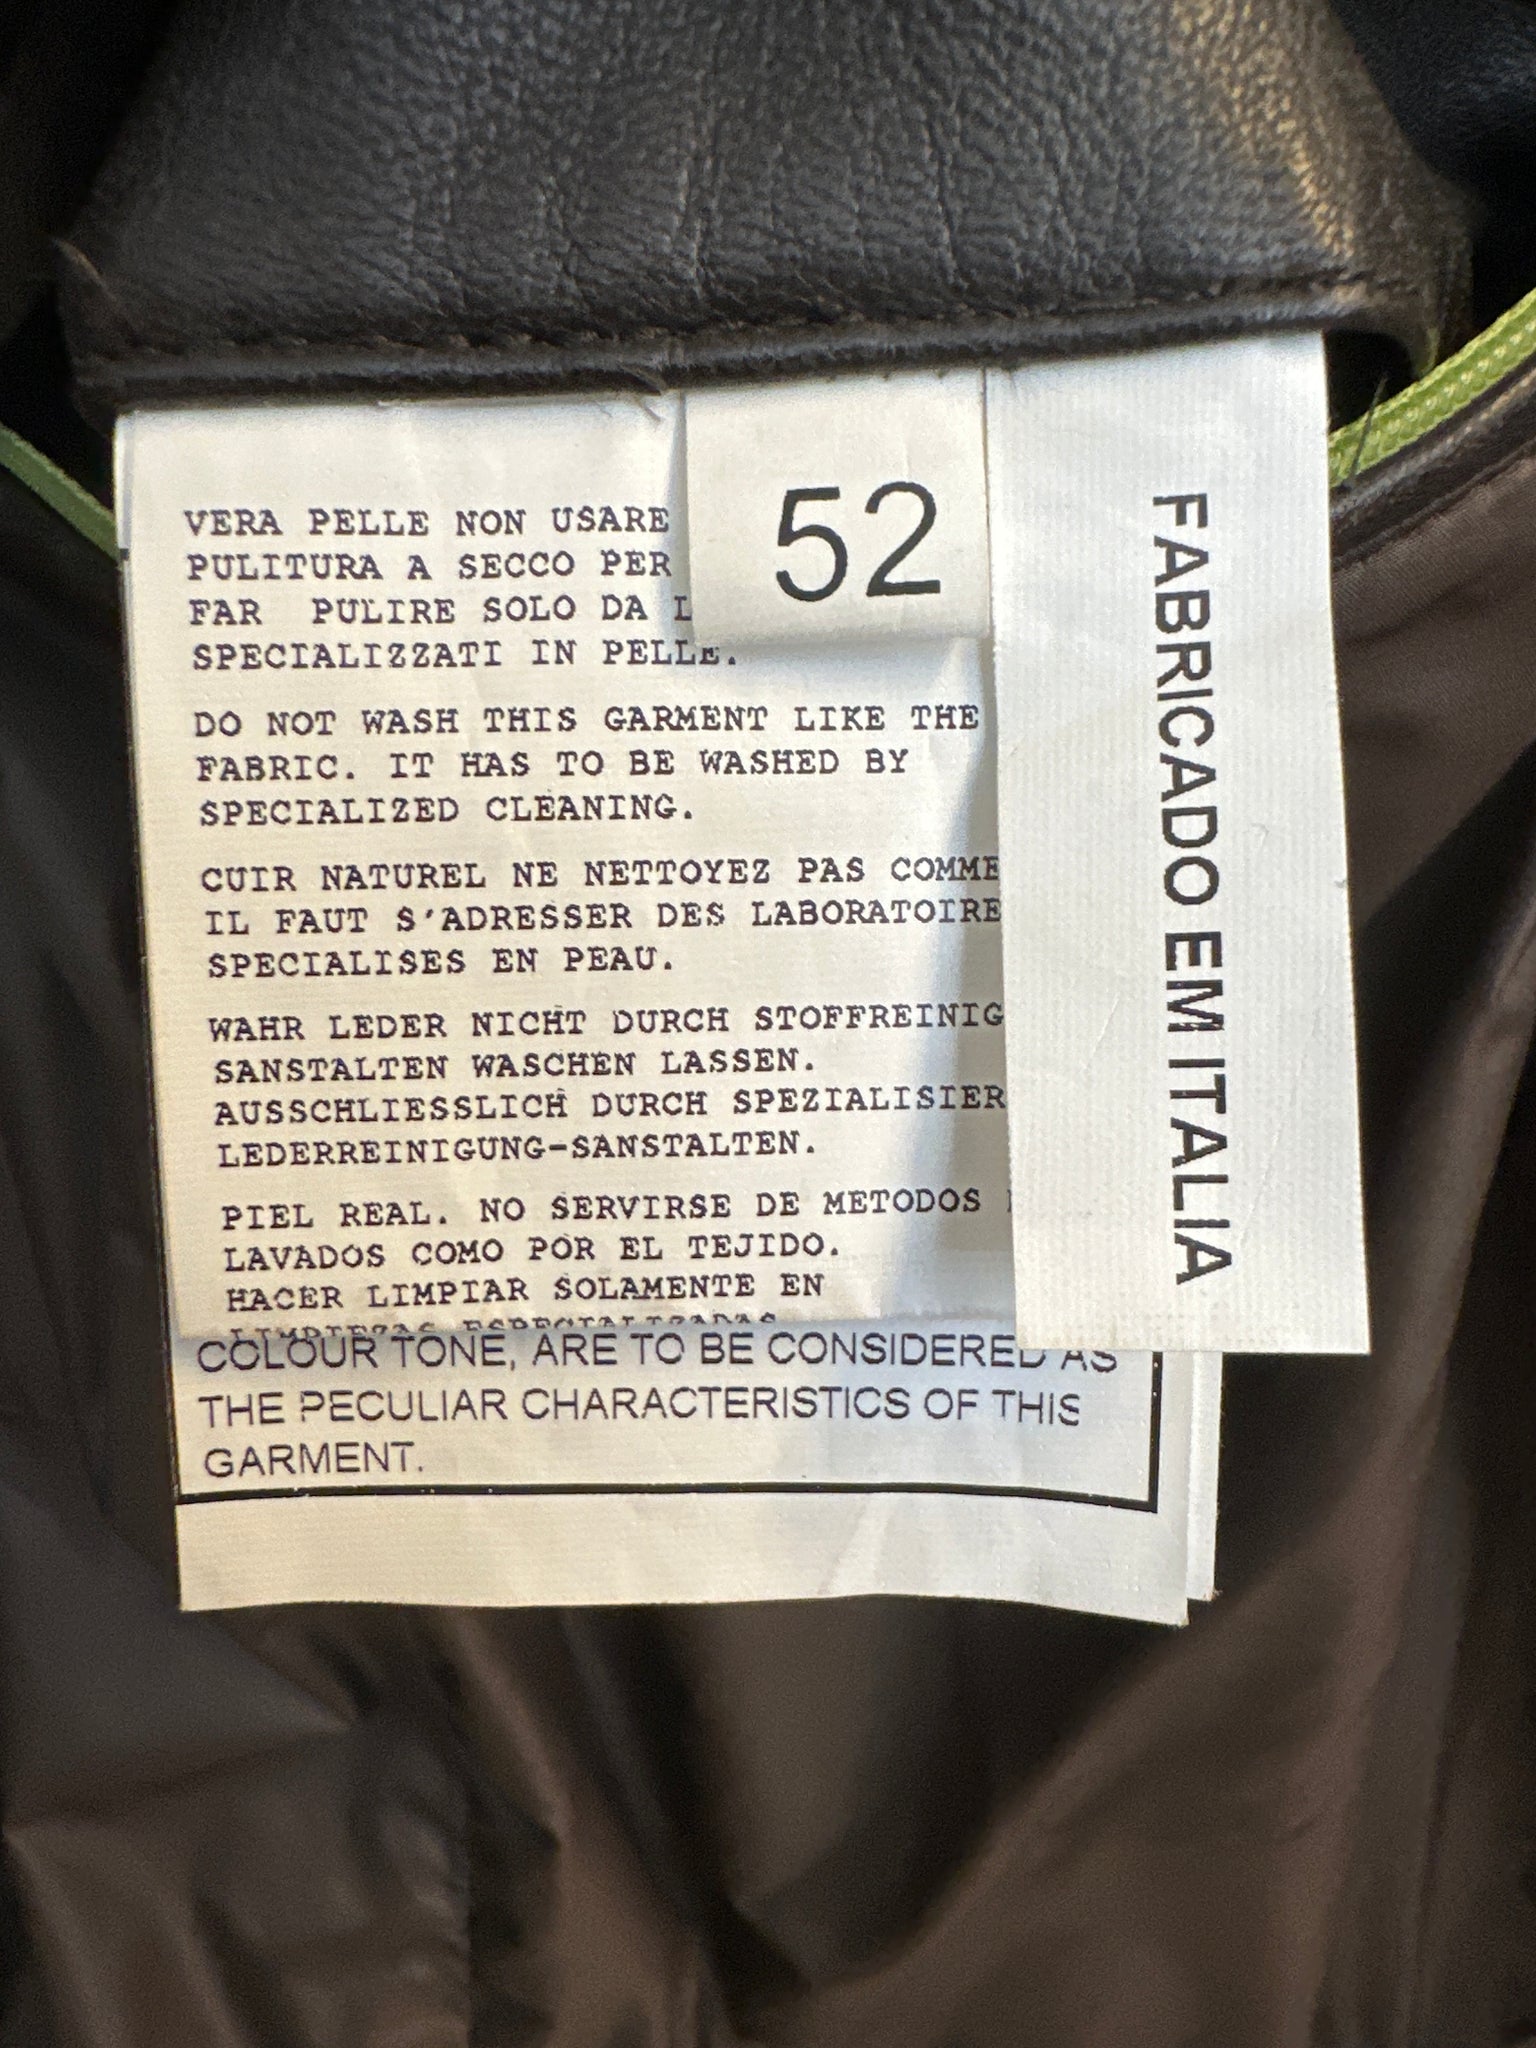 VERA PELLE NON USARE
PULITURA A SECCO PER
FAR PULIRE SOLO DA
SPECIALIZZATI IN PELLE.
DO NOT WASH THIS GARMENT LIKE THE
FABRIC. IT HAS TO BE WASHED BY
SPECIALIZED CLEANING.
CUIR NATUREL NE NETTOYEZ PAS COMME
IL FAUT S'ADRESSER DES LABORATOIRE
SPECIALISES EN PEAU.
WAHR LEDER NICHT DURCH STOFFREINIG
SANSTALTEN WASCHEN LASSEN.
AUSSCHLIESSLICH DURCH SPEZIALISIER
LEDERREINIGUNG-SANSTALTEN.
PIEL REAL. NO SERVIRSE DE METODOS
LAVADOS COMO POR EL TEJIDO.
HACER LIMPIAR SOLAMENTE EN
LIMPIEZAS ESPECIALIZADAS
COLOUR TONE, ARE TO BE CONSIDERED AS
THE PECULIAR CHARACTERISTICS OF THIS
GARMENT.
52
FABRICADO EM ITALIA